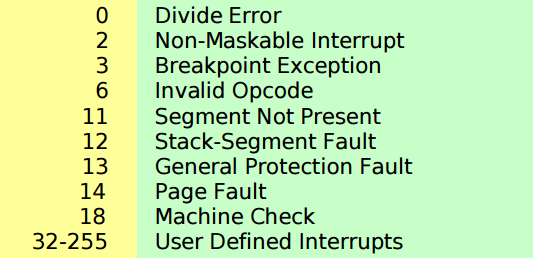 0 Divide Error
2 Non-Maskable Interrupt
3 Breakpoint Exception
6 Invalid Opcode
11 Segment Not Present
12 Stack-Segment Fault
13 General Protection Fault
14 Page Fault
18 Machine Check
32-255 User Defined Interrupts